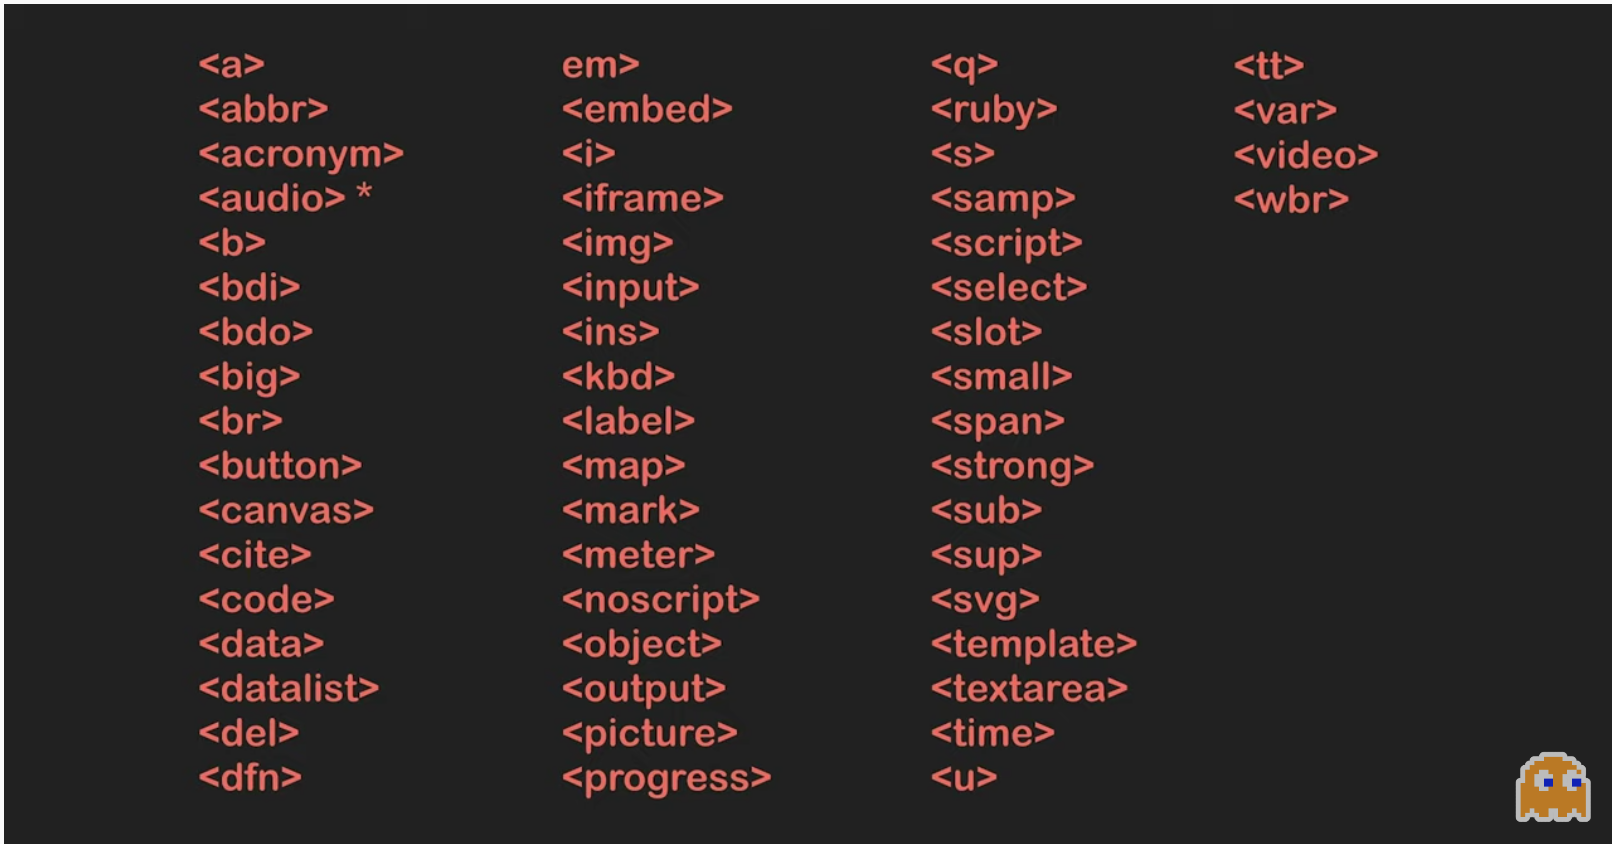 <a>
<abbr>
<acronym>
<audio> *
<b>
<bdi>
<bdo>
<big>
<br>
<button>
<canvas>
<cite>
<code>
<data>
<datalist>
<del>
<dfn>
em>
<embed>
<i>
<iframe>
<img>
<input>
<ins>
<kbd>
<label>
<map>
<mark>
<meter>
<noscript>
<object>
<output>
<picture>
<progress>
<q>
<ruby>
<s>
<samp>
<script>
<select>
<slot>
<small>
<span>
<strong>
<sub>
<sup>
<svg>
<template>
<textarea>
<time>
<u>
<tt>
<var>
<video>
<wbr>